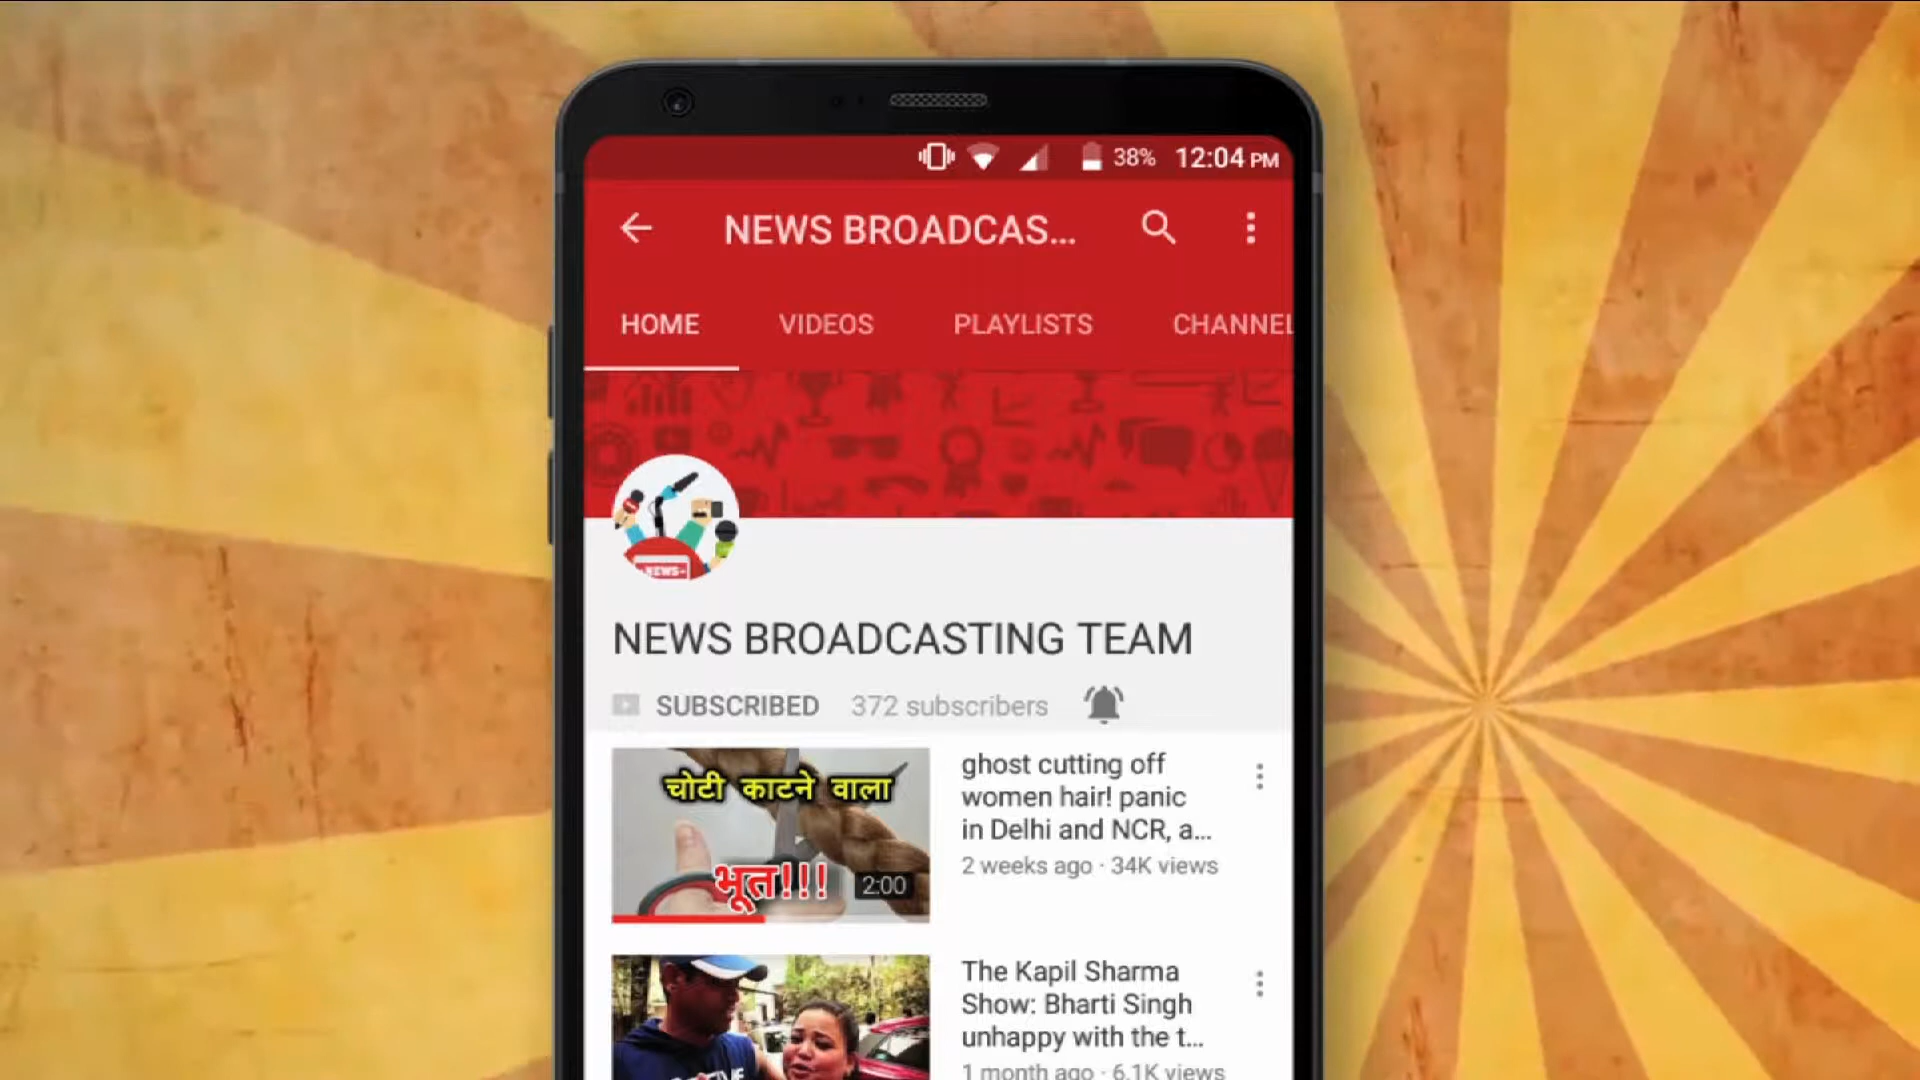 38% 12:04 PM
NEWS BROADCAS...
HOME VIDEOS PLAYLISTS CHANNEL
NEWS
NEWS BROADCASTING TEAM
SUBSCRIBED 372 subscribers
चोटी काटने वाला
भूत!!!
2:00
ghost cutting off
women hair! panic
in Delhi and NCR, a...
2 weeks ago · 34K views
The Kapil Sharma
Show: Bharti Singh
unhappy with the t...
1 month ago · 6.1K views